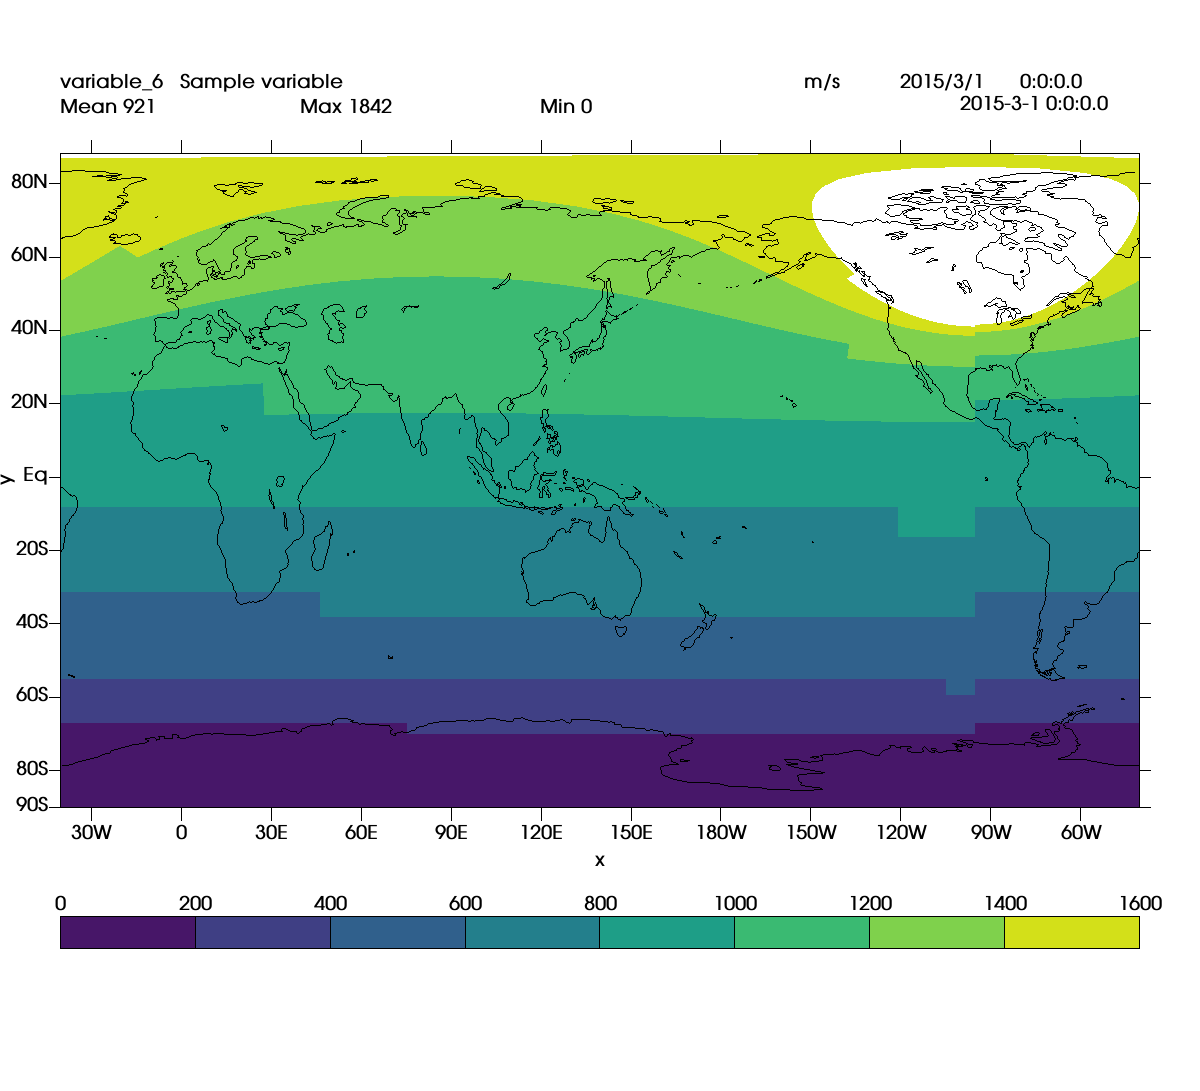 variable_6 Sample variable m/s 2015/3/1 0:0:0.0
Mean 921 Max 1842 Min 0 2015-3-1 0:0:0.0
80N
60N
40N
20N
y Eq
20S
40S
60S
80S
90S
30W 0 30E 60E 90E 120E 150E 180W 150W 120W 90W 60W
x
0 200 400 600 800 1000 1200 1400 1600